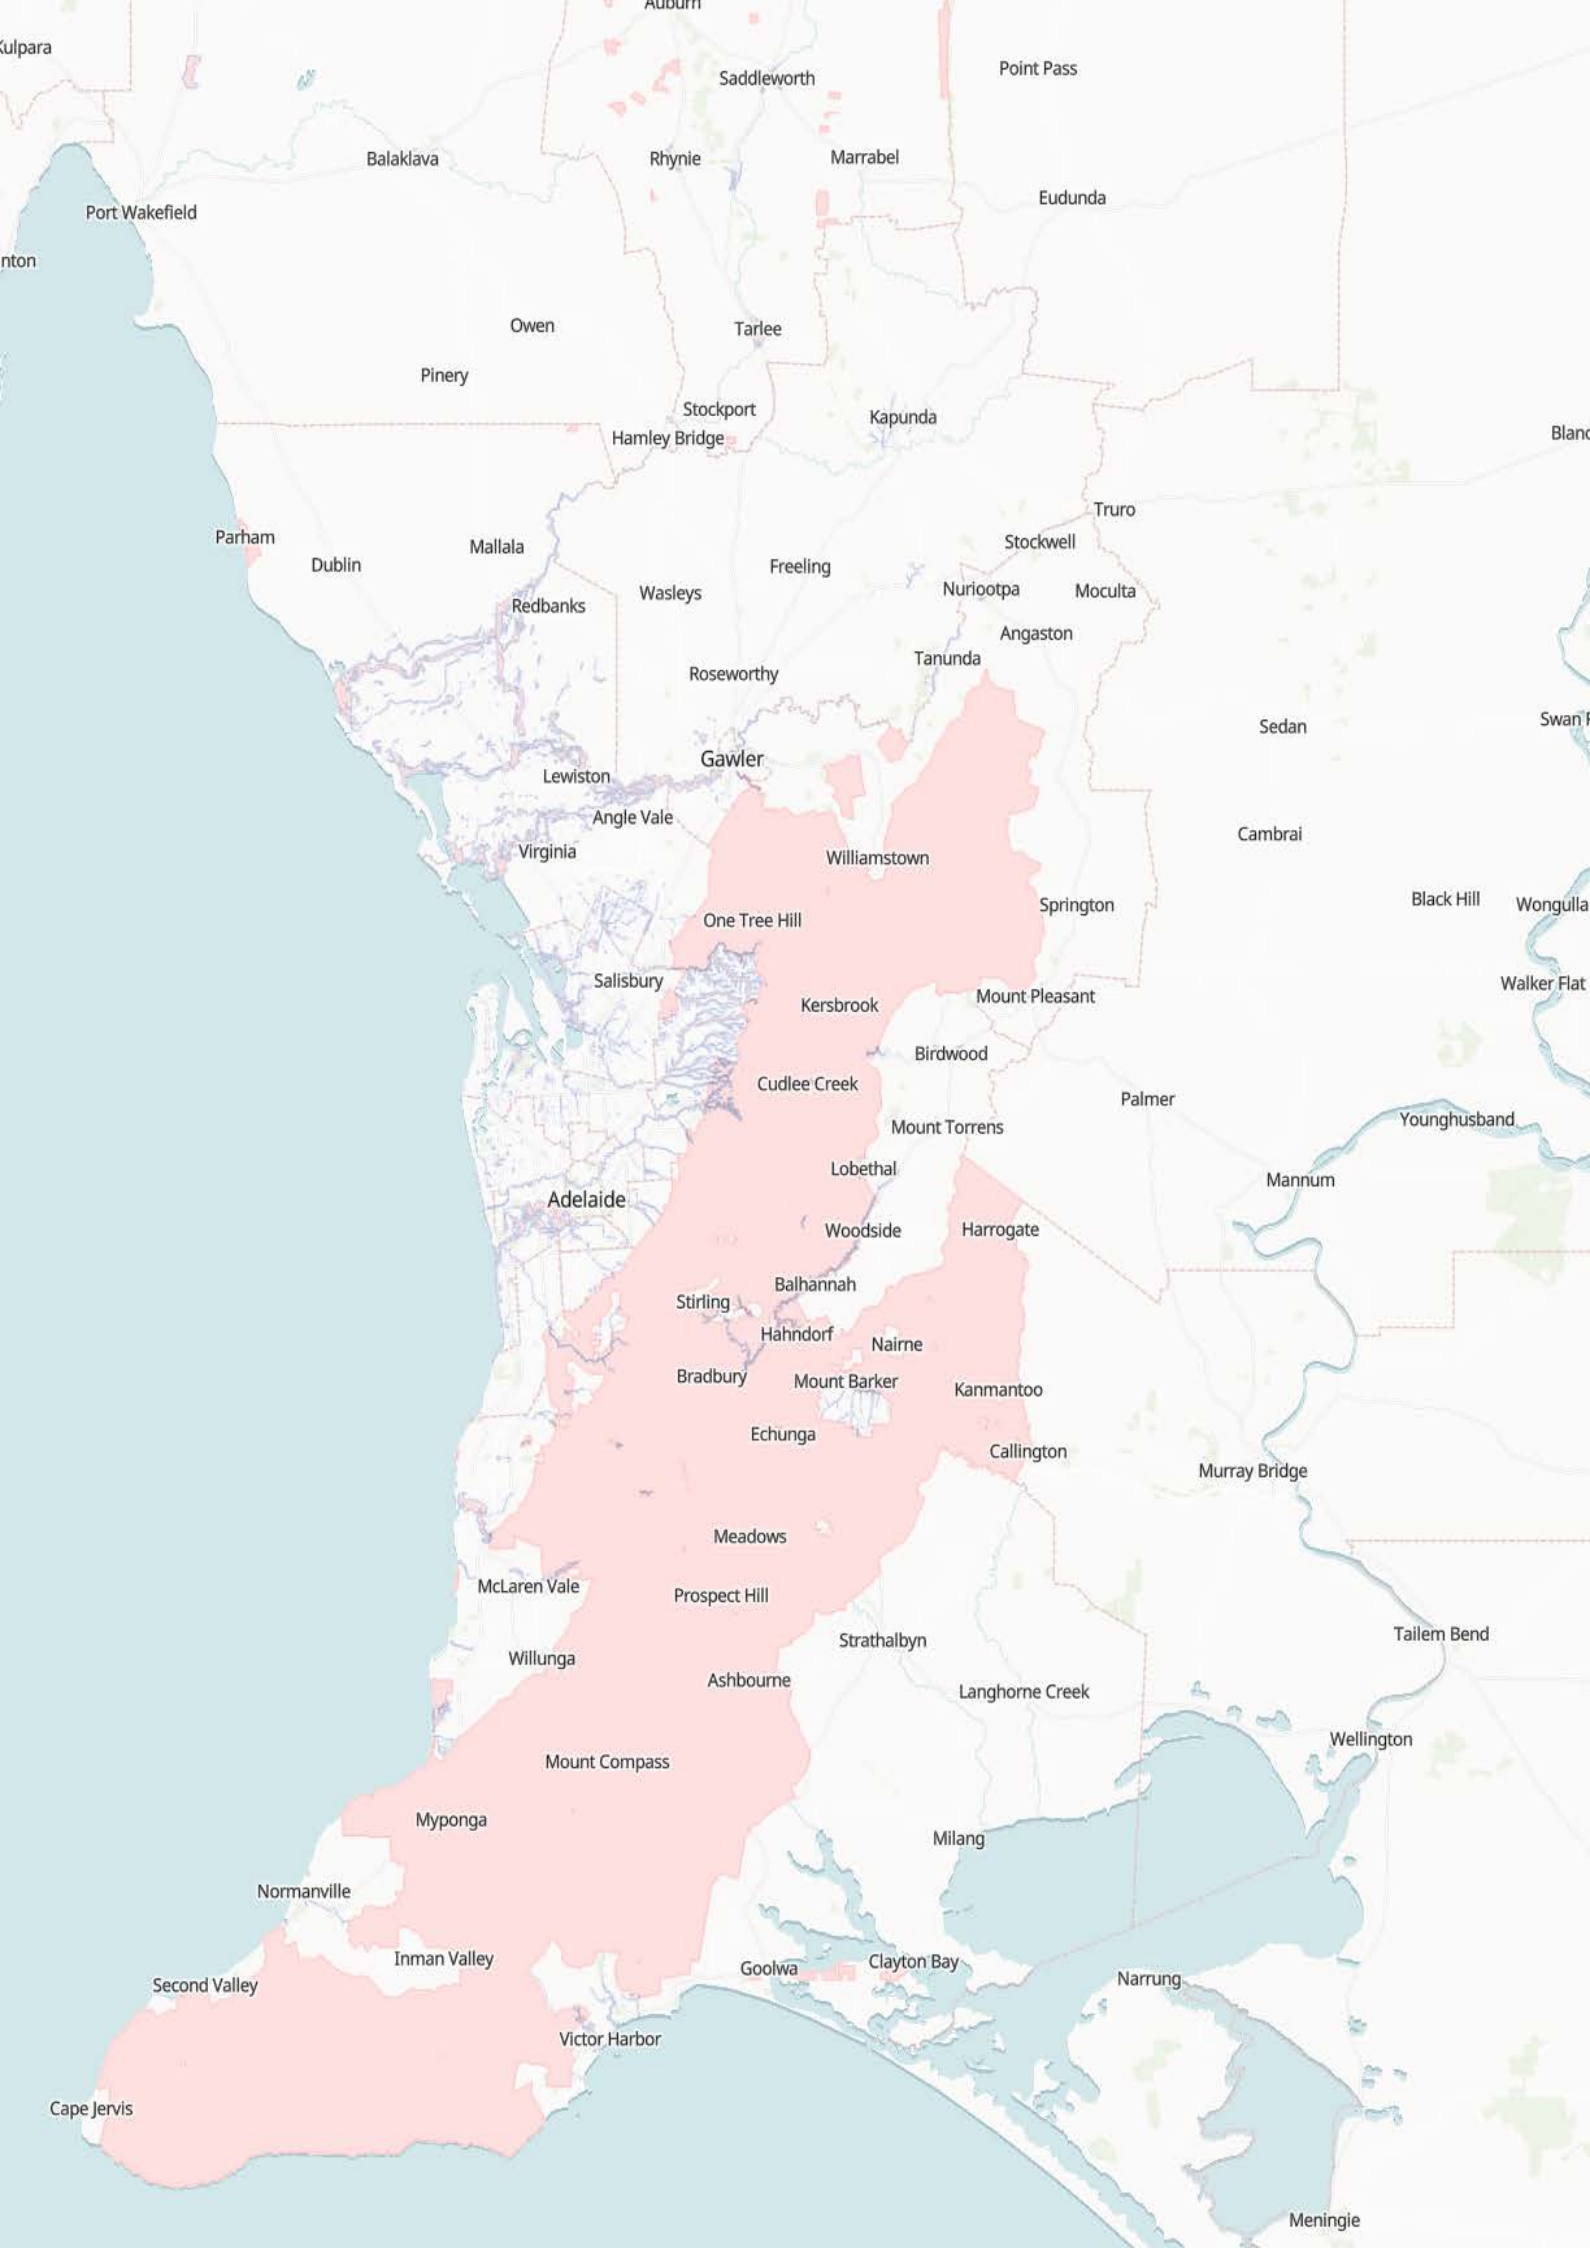 Auburn
Kulpara
Point Pass
Saddleworth
Balaklava
Rhynie
Marrabel
Eudunda
Port Wakefield
nton
Owen
Tarlee
Pinery
Stockport
Kapunda
Hamley Bridge
Blanc
Truro
Parham
Stockwell
Mallala
Dublin
Freeling
Nuriootpa
Moculta
Wasleys
Redbanks
Angaston
Tanunda
Roseworthy
Swan R
Sedan
Gawler
Lewiston
Angle Vale
Cambrai
Virginia
Williamstown
Black Hill
Wongulla
Springton
One Tree Hill
Salisbury
Walker Flat
Mount Pleasant
Kersbrook
Birdwood
Cudlee Creek
Palmer
Younghusband
Mount Torrens
Lobethal
Mannum
Adelaide
Woodside
Harrogate
Balhannah
Stirling
Hahndorf
Nairne
Bradbury
Mount Barker
Kanmantoo
Echunga
Callington
Murray Bridge
Meadows
McLaren Vale
Prospect Hill
Tailem Bend
Strathalbyn
Willunga
Ashbourne
Langhorne Creek
Wellington
Mount Compass
Myponga
Milang
Normanville
Inman Valley
Clayton Bay
Goolwa
Narrung
Second Valley
Victor Harbor
Cape Jervis
Meningie